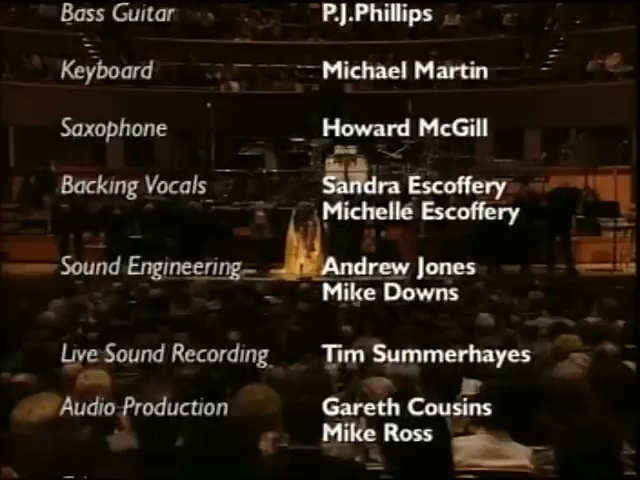 Bass Guitar P.J.Phillips
Keyboard Michael Martin
Saxophone Howard McGill
Backing Vocals Sandra Escoffery
Michelle Escoffery
Sound Engineering Andrew Jones
Mike Downs
Live Sound Recording Tim Summerhayes
Audio Production Gareth Cousins
Mike Ross